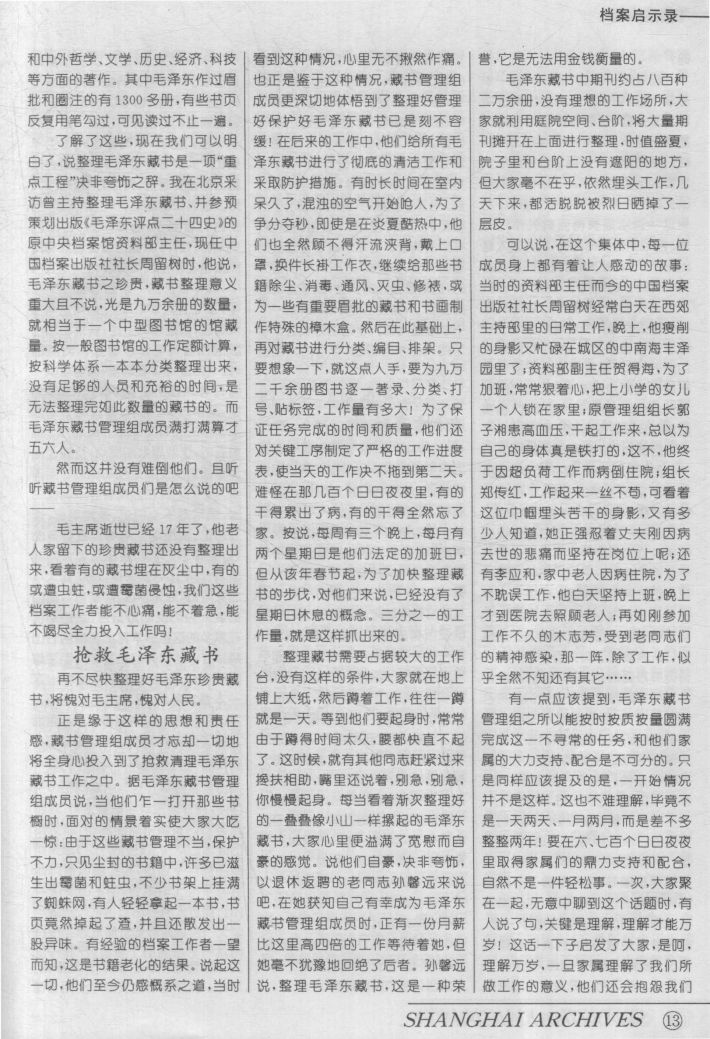 档案启示录
和中外哲学、文学、历史、经济、科技
等方面的著作。其中毛泽东作过眉
批和圈注的有1300多册,有些书页
反复用笔勾过,可见读过不止一遍。
了解了这些,现在我们可以明
白了,说整理毛泽东藏书是一项“重
点工程”决非夸饰之辞。我在北京采
访曾主持整理毛泽东藏书、并参预
策划出版《毛泽东评点二十四史》的
原中央档案馆资料部主任,现任中
国档案出版社社长周留树时,他说,
毛泽东藏书之珍贵,藏书整理意义
重大且不说,光是九万余册的数量,
就相当于一个中型图书馆的馆藏
量。按一般图书馆的工作定额计算,
按科学体系一本本分类整理出来,
没有足够的人员和充裕的时间,是
无法整理完如此数量的藏书的。而
毛泽东藏书管理组成员满打满算才
五六人。
然而这并没有难倒他们。且听
听藏书管理组成员们是怎么说的吧
——
毛主席逝世已经17年了,他老
人家留下的珍贵藏书还没有整理出
来,看着有的藏书埋在灰尘中,有的
或遭虫蛀,或遭霉菌侵蚀,我们这些
档案工作者能不心痛,能不着急,能
不竭尽全力投入工作吗!
抢救毛泽东藏书
再不尽快整理好毛泽东珍贵藏
书,将愧对毛主席,愧对人民。
正是缘于这样的思想和责任
感,藏书管理组成员才忘却一切地
将全身心投入到了抢救清理毛泽东
藏书工作之中。据毛泽东藏书管理
组成员说,当他们乍一打开那些书
橱时,面对的情景着实使大家大吃
一惊:由于这些藏书管理不当,保护
不力,只见尘封的书籍中,许多已滋
生出霉菌和蛀虫,不少书架上挂满
了蜘蛛网,有人轻轻拿起一本书,书
页竟然掉起了渣,并且还散发出一
股异味。有经验的档案工作者一望
而知,这是书籍老化的结果。说起这
一切,他们至今仍感慨系之道,当时
看到这种情况,心里无不揪然作痛。
也正是鉴于这种情况,藏书管理组
成员更深切地体悟到了整理好管理
好保护好毛泽东藏书已是刻不容
缓!在后来的工作中,他们给所有毛
泽东藏书进行了彻底的清洁工作和
采取防护措施。有时长时间在室内
呆久了,混浊的空气开始呛人,为了
争分夺秒,即使是在炎夏酷热中,他
们也全然顾不得汗流浃背,戴上口
罩,换件长褂工作衣,继续给那些书
籍除尘、消毒、通风、灭虫、修裱,或
为一些有重要眉批的藏书和书画制
作特殊的樟木盒。然后在此基础上,
再对藏书进行分类、编目、排架。只
要想象一下,就这点人手,要为九万
二千余册图书逐一著录、分类、打
号、贴标签,工作量有多大!为了保
证任务完成的时间和质量,他们还
对关键工序制定了严格的工作进度
表,使当天的工作决不拖到第二天。
难怪在那几百个日日夜夜里,有的
干得累出了病,有的干得全然忘了
家。按说,每周有三个晚上,每月有
两个星期日是他们法定的加班日,
但从该年春节起,为了加快整理藏
书的步伐,对他们来说,已经没有了
星期日休息的概念。三分之一的工
作量,就是这样抓出来的。
整理藏书需要占据较大的工作
台,没有这样的条件,大家就在地上
铺上大纸,然后蹲着工作,往往一蹲
就是一天。等到他们要起身时,常常
由于蹲得时间太久,腰都快直不起
了。这时候,就有其他同志赶紧过来
搀扶相助,嘴里还说着,别急,别急,
你慢慢起身。每当看着渐次整理好
的一叠叠像小山一样摞起的毛泽东
藏书,大家心里便溢满了宽慰而自
豪的感觉。说他们自豪,决非夸饰,
以退休返聘的老同志孙馨远来说
吧,在她获知自己有幸成为毛泽东
藏书管理组成员时,正有一份月薪
比这里高四倍的工作等待着她,但
她毫不犹豫地回绝了后者。孙馨远
说,整理毛泽东藏书,这是一种荣
誉,它是无法用金钱衡量的。
毛泽东藏书中期刊约占八百种
二万余册,没有理想的工作场所,大
家就利用庭院空间、台阶,将大量期
刊摊开在上面进行整理,时值盛夏,
院子里和台阶上没有遮阳的地方,
但大家毫不在乎,依然埋头工作,几
天下来,都活脱脱被烈日晒掉了一
层皮。
可以说,在这个集体中,每一位
成员身上都有着让人感动的故事:
当时的资料部主任而今的中国档案
出版社社长周留树经常白天在西郊
主持部里的日常工作,晚上,他瘦削
的身影又忙碌在城区的中南海丰泽
园里了;资料部副主任贺得海,为了
加班,常常狠着心,把上小学的女儿
一个人锁在家里;原管理组组长郭
子湘患高血压,干起工作来,总以为
自己的身体真是铁打的,这不,他终
于因超负荷工作而病倒住院;组长
郑传红,工作起来一丝不苟,可看着
这位巾帼埋头苦干的身影,又有多
少人知道,她正强忍着丈夫刚因病
去世的悲痛而坚持在岗位上呢;还
有李应和,家中老人因病住院,为了
不耽误工作,他白天坚持上班,晚上
才到医院去照顾老人;再如刚参加
工作不久的木志芳,受到老同志们
的精神感染,那一阵,除了工作,似
乎全然不知还有其它……
有一点应该提到,毛泽东藏书
管理组之所以能按时按质按量圆满
完成这一不寻常的任务,和他们家
属的大力支持、配合是不可分的。只
是同样应该提及的是,一开始情况
并不是这样。这也不难理解,毕竟不
是一天两天、一月两月,而是差不多
整整两年!要在六、七百个日日夜夜
里取得家属们的鼎力支持和配合,
自然不是一件轻松事。一次,大家聚
在一起,无意中聊到这个话题时,有
人说了句,关键是理解,理解才能万
岁!这话一下子启发了大家,是呵,
理解万岁,一旦家属理解了我们所
做工作的意义,他们还会抱怨我们
SHANGHAI ARCHIVES ⑬